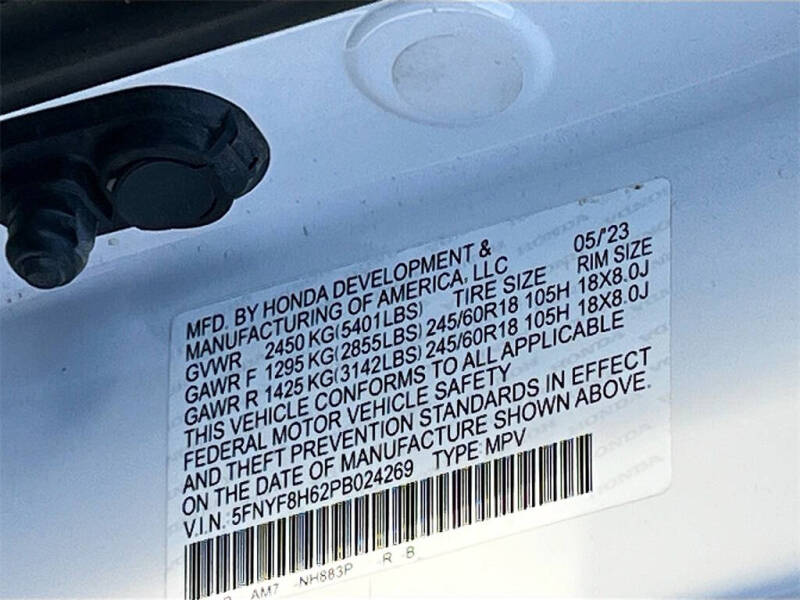 MFD. BY HONDA DEVELOPMENT & 05/'23
MANUFACTURING OF AMERICA, LLC
TIRE SIZE RIM SIZE
GVWR 2450 KG(5401LBS)
GAWR F 1295 KG(2855LBS) 245/60R18 105H 18X8.0J
GAWR R 1425 KG(3142LBS) 245/60R18 105H 18X8.0J
THIS VEHICLE CONFORMS TO ALL APPLICABLE
FEDERAL MOTOR VEHICLE SAFETY
AND THEFT PREVENTION STANDARDS IN EFFECT
ON THE DATE OF MANUFACTURE SHOWN ABOVE.
V.I.N.: 5FNYF8H62PB024269 TYPE: MPV
AM7 NH883P R B